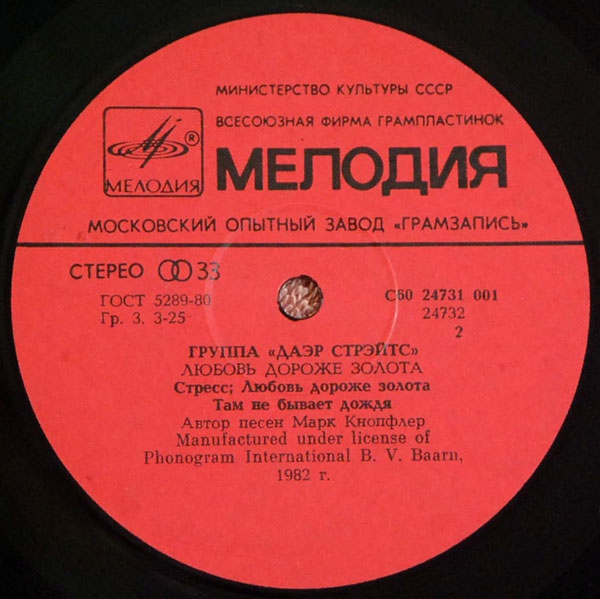 МИНИСТЕРСТВО КУЛЬТУРЫ СССР
ВСЕСОЮЗНАЯ ФИРМА ГРАМПЛАСТИНОК
®
МЕЛОДИЯ
МЕЛОДИЯ
МОСКОВСКИЙ ОПЫТНЫЙ ЗАВОД «ГРАМЗАПИСЬ»
СТЕРЕО 33
ГОСТ 5289-80
Гр. 3. 3-25
С60 24731 001
24732
2
ГРУППА «ДАЭР СТРЭЙТС»
ЛЮБОВЬ ДОРОЖЕ ЗОЛОТА
Стресс; Любовь дороже золота
Там не бывает дождя
Автор песен Марк Кнопфлер
Manufactured under license of
Phonogram International B. V. Baarn,
1982 г.